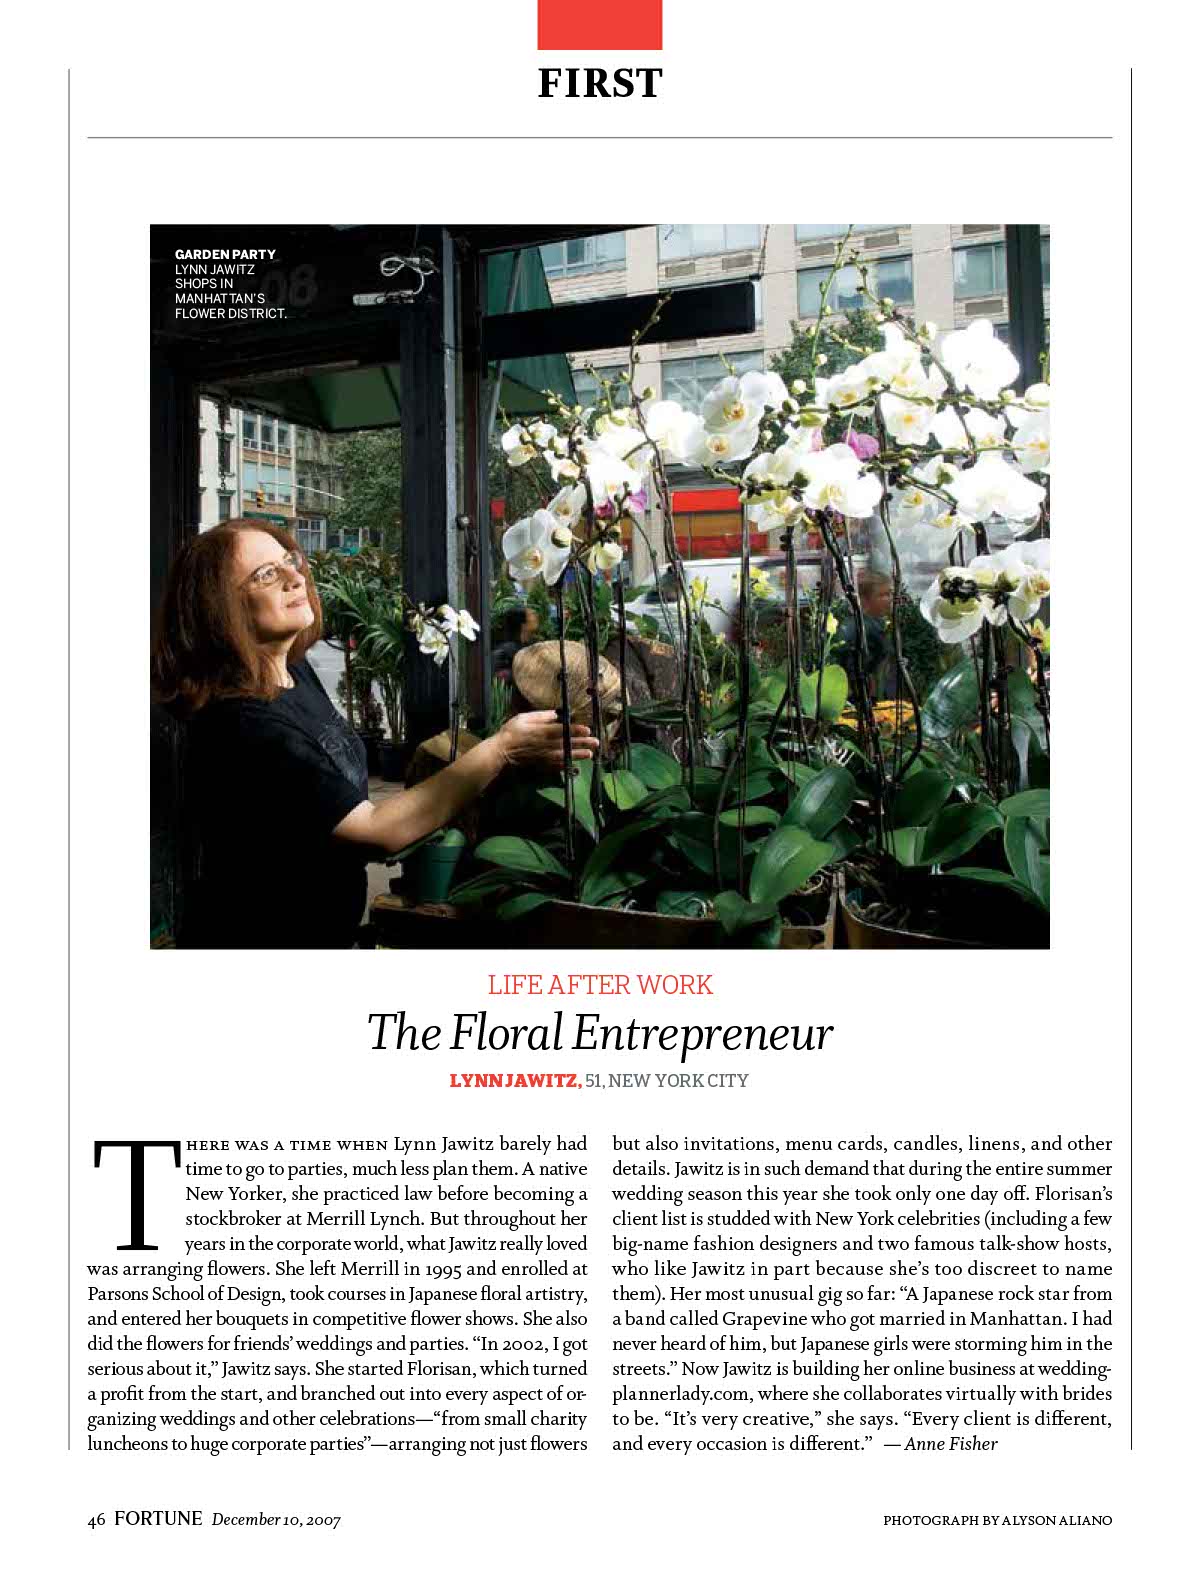 FIRST
GARDEN PARTY
LYNN JAWITZ
SHOPS IN
MANHATTAN'S
FLOWER DISTRICT.
08
LIFE AFTER WORK
The Floral Entrepreneur
LYNN JAWITZ, 51, NEW YORK CITY
THERE WAS A TIME WHEN Lynn Jawitz barely had
time to go to parties, much less plan them. A native
New Yorker, she practiced law before becoming a
stockbroker at Merrill Lynch. But throughout her
years in the corporate world, what Jawitz really loved
was arranging flowers. She left Merrill in 1995 and enrolled at
Parsons School of Design, took courses in Japanese floral artistry,
and entered her bouquets in competitive flower shows. She also
did the flowers for friends' weddings and parties. “In 2002, I got
serious about it,” Jawitz says. She started Florisan, which turned
a profit from the start, and branched out into every aspect of or-
ganizing weddings and other celebrations—“from small charity
luncheons to huge corporate parties”—arranging not just flowers
but also invitations, menu cards, candles, linens, and other
details. Jawitz is in such demand that during the entire summer
wedding season this year she took only one day off. Florisan's
client list is studded with New York celebrities (including a few
big-name fashion designers and two famous talk-show hosts,
who like Jawitz in part because she's too discreet to name
them). Her most unusual gig so far: “A Japanese rock star from
a band called Grapevine who got married in Manhattan. I had
never heard of him, but Japanese girls were storming him in the
streets.” Now Jawitz is building her online business at wedding-
plannerlady.com, where she collaborates virtually with brides
to be. “It's very creative,” she says. “Every client is different,
and every occasion is different.” — Anne Fisher
46 FORTUNE December 10, 2007
PHOTOGRAPH BY ALYSON ALIANO